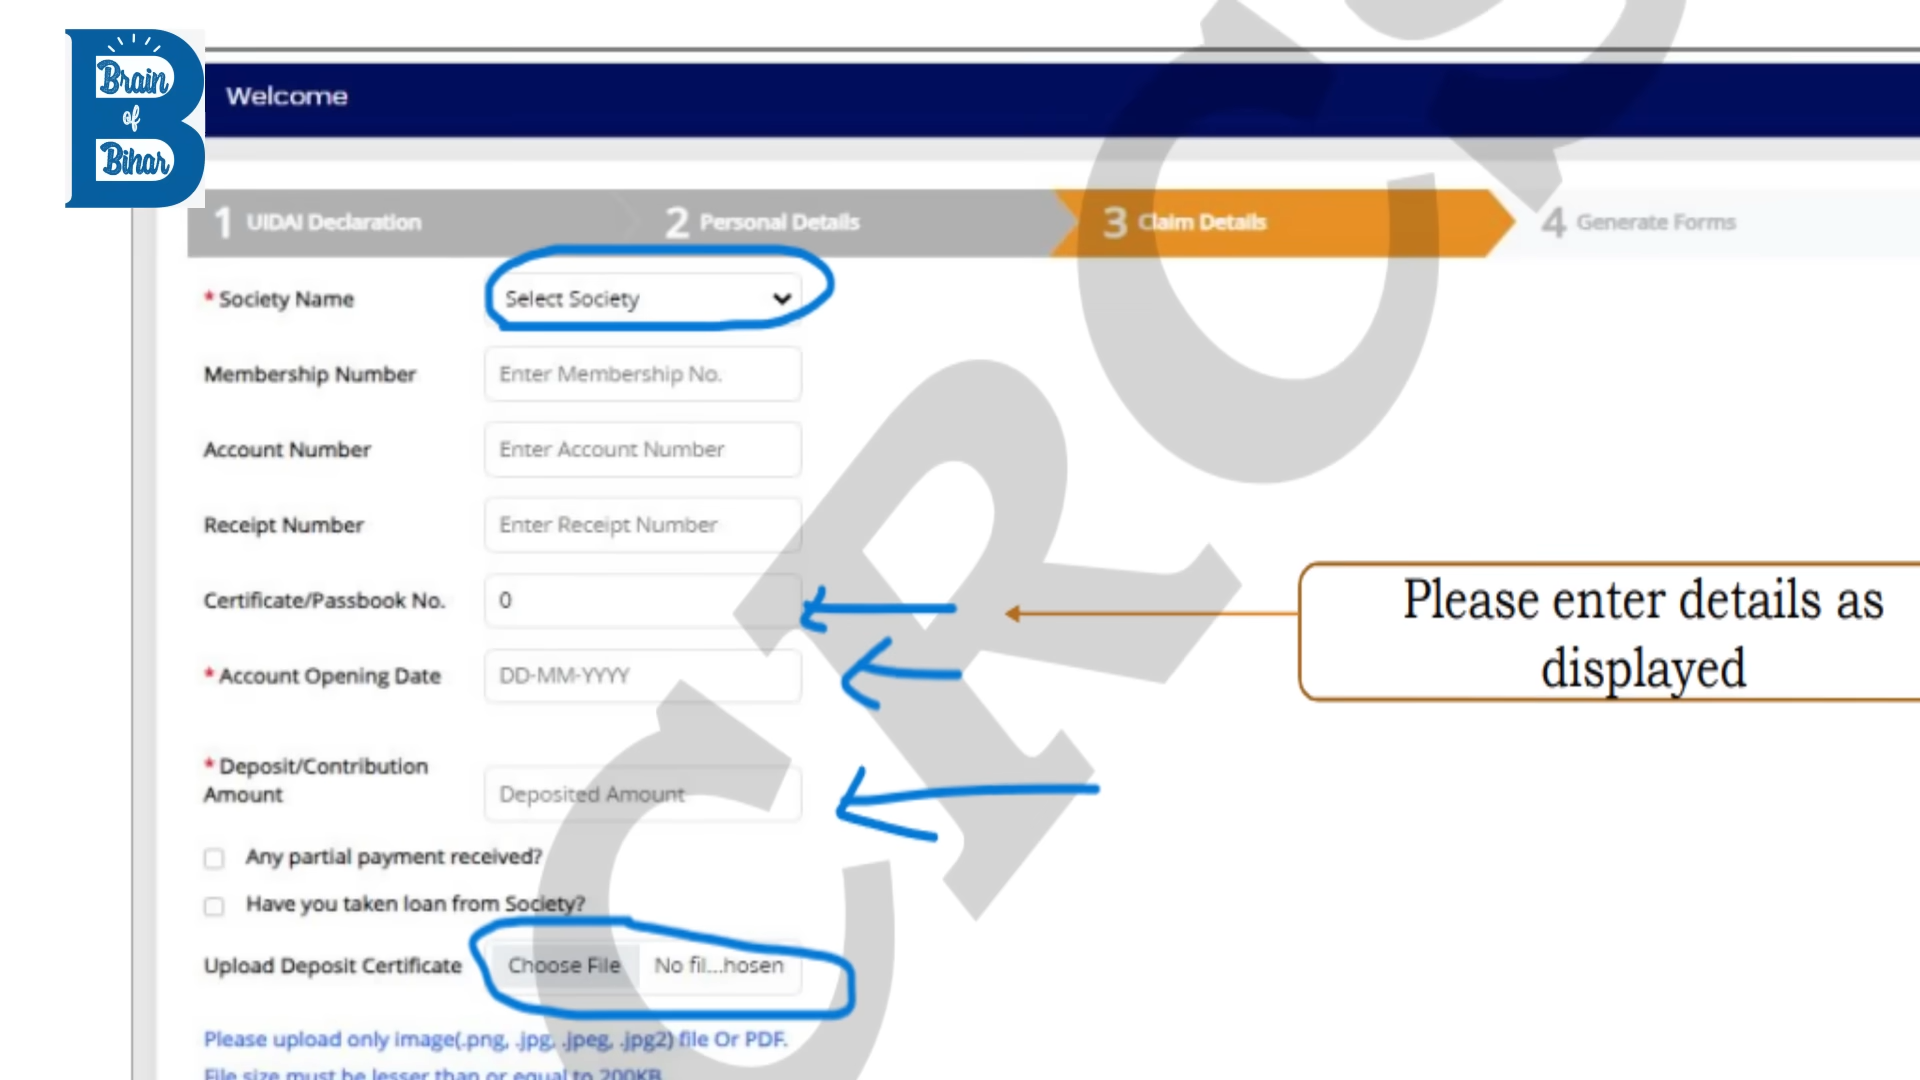 Brain
of
Bihar
Welcome
1 UIDAI Declaration 2 Personal Details 3 Claim Details 4 Generate Forms
* Society Name Select Society
Membership Number Enter Membership No.
Account Number Enter Account Number
Receipt Number Enter Receipt Number
Certificate/Passbook No. 0
Please enter details as
displayed
* Account Opening Date DD-MM-YYYY
* Deposit/Contribution
Amount Deposited Amount
Any partial payment received?
Have you taken loan from Society?
Upload Deposit Certificate Choose File No fil...hosen
Please upload only image(.png, .jpg, .jpeg, .jpg2) file Or PDF.
File size must be lesser than or equal to 200KB
CRC